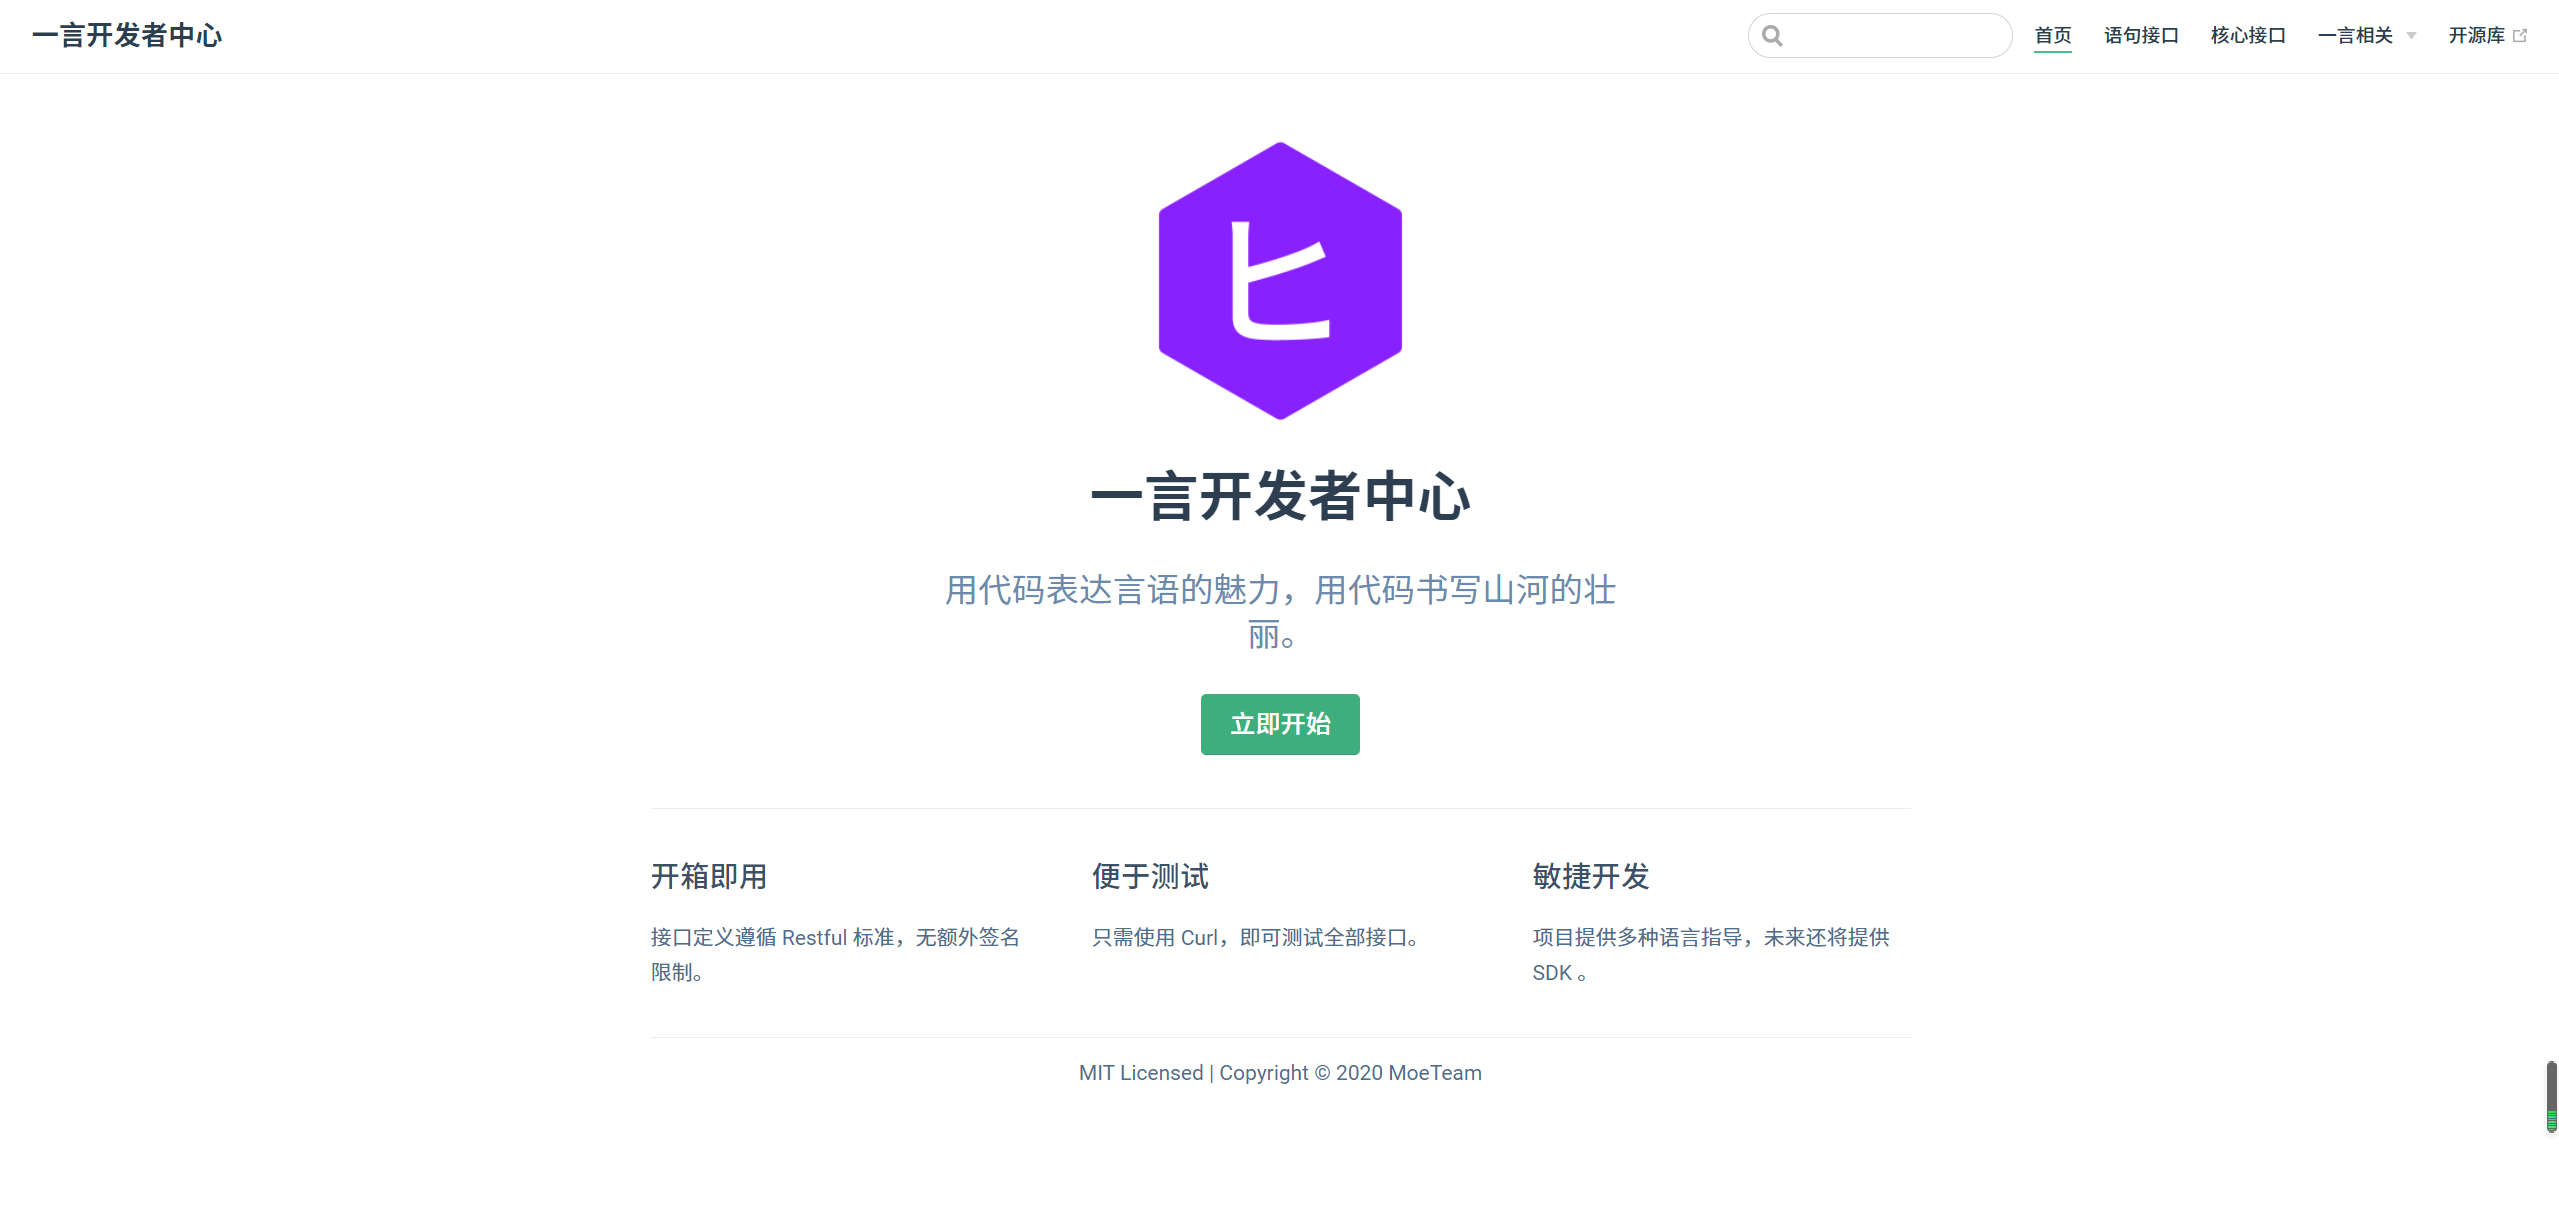 一言开发者中心
首页 语句接口 核心接口 一言相关 开源库
ヒ
一言开发者中心
用代码表达言语的魅力，用代码书写山河的壮
丽。
立即开始
开箱即用
接口定义遵循 Restful 标准，无额外签名
限制。
便于测试
只需使用 Curl，即可测试全部接口。
敏捷开发
项目提供多种语言指导，未来还将提供
SDK 。
MIT Licensed | Copyright © 2020 MoeTeam